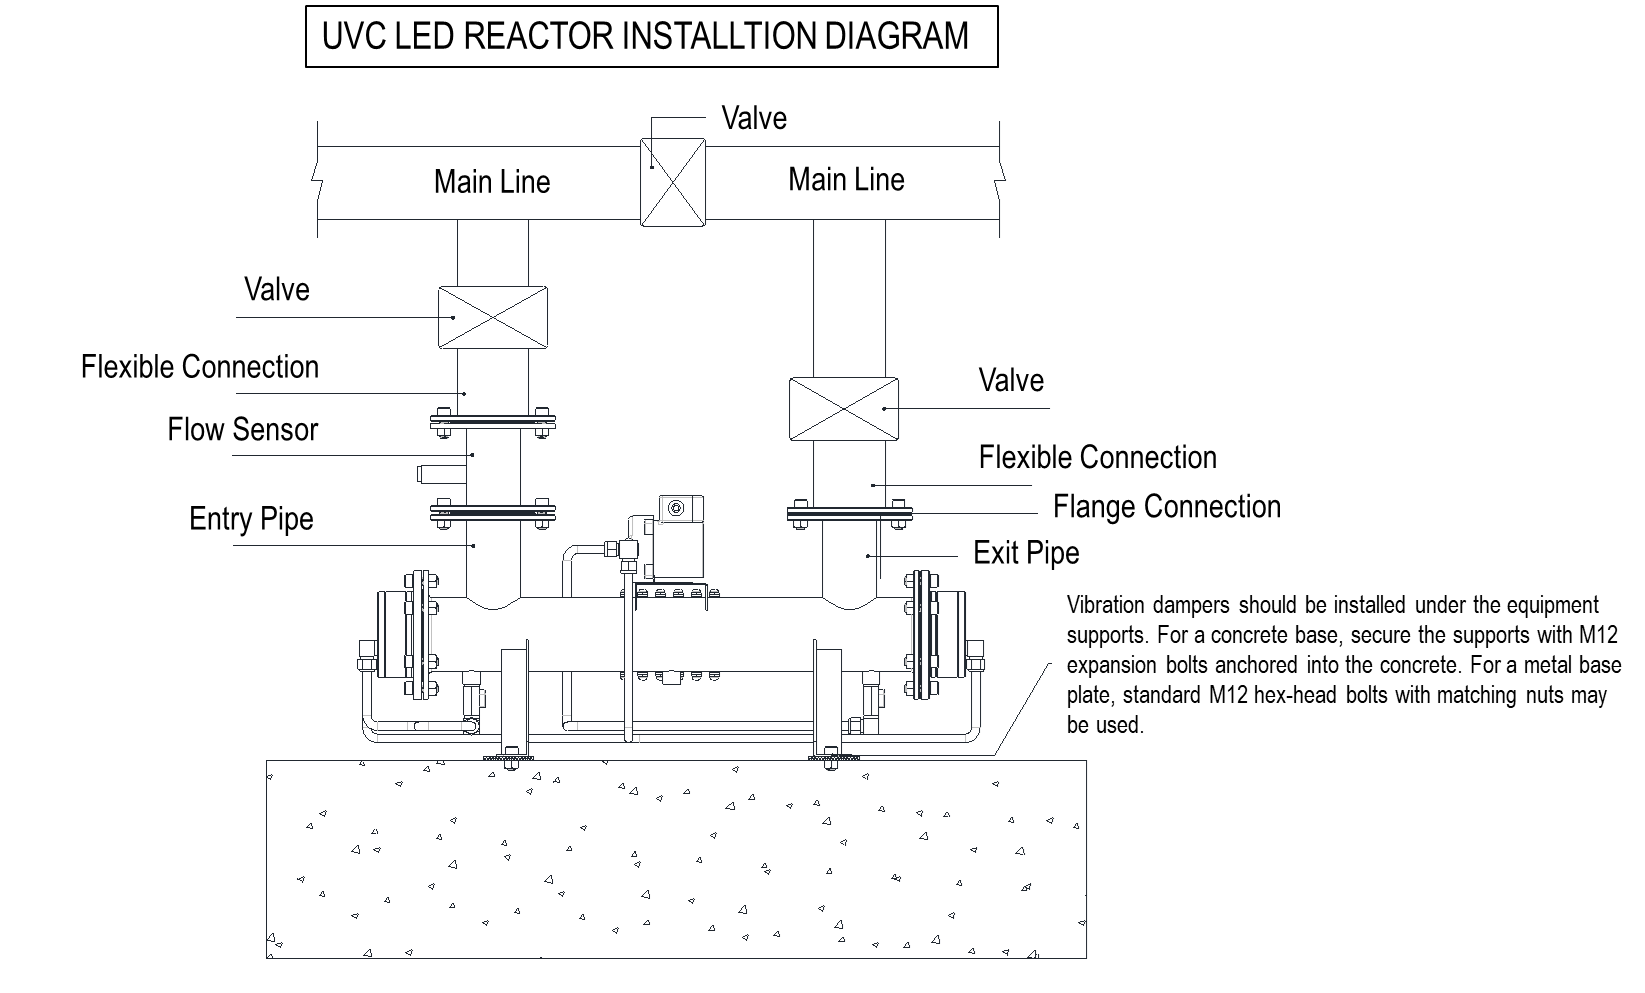 UVC LED REACTOR INSTALLTION DIAGRAM
Valve
Main Line
Main Line
Valve
Flexible Connection
Flow Sensor
Entry Pipe
Valve
Flexible Connection
Flange Connection
Exit Pipe
Vibration dampers should be installed under the equipment
supports. For a concrete base, secure the supports with M12
expansion bolts anchored into the concrete. For a metal base
plate, standard M12 hex-head bolts with matching nuts may
be used.